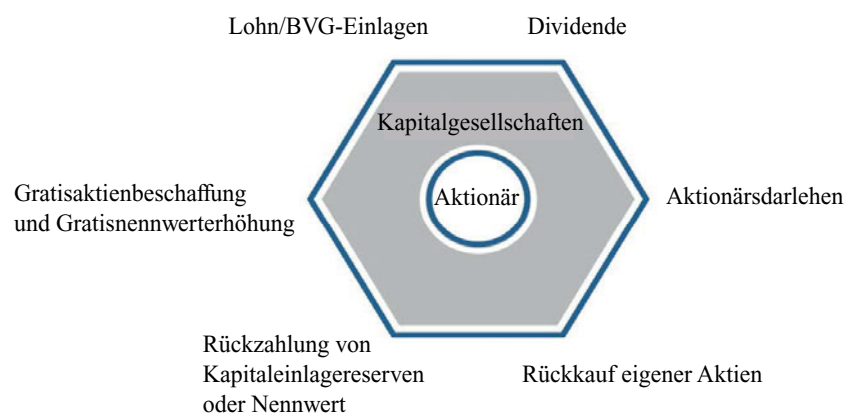 Lohn/BVG-Einlagen
Dividende
Kapitalgesellschaften
Gratisaktienbeschaffung
und Gratisnennwerterhöhung
Aktionär
Aktionärsdarlehen
Rückzahlung von
Kapitaleinlagereserven
oder Nennwert
Rückkauf eigener Aktien